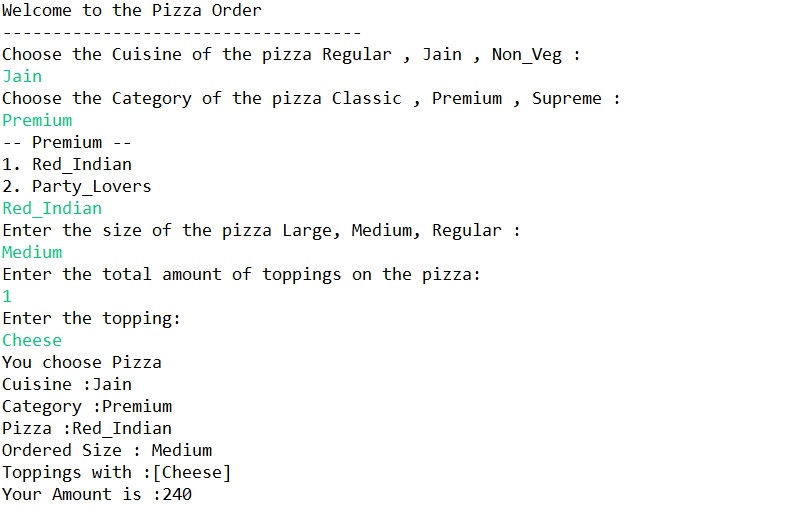 Welcome to the Pizza Order
------------------------------------
Choose the Cuisine of the pizza Regular , Jain , Non_Veg :
Jain
Choose the Category of the pizza Classic , Premium , Supreme :
Premium
-- Premium --
1. Red_Indian
2. Party_Lovers
Red_Indian
Enter the size of the pizza Large, Medium, Regular :
Medium
Enter the total amount of toppings on the pizza:
1
Enter the topping:
Cheese
You choose Pizza
Cuisine :Jain
Category :Premium
Pizza :Red_Indian
Ordered Size : Medium
Toppings with :[Cheese]
Your Amount is :240